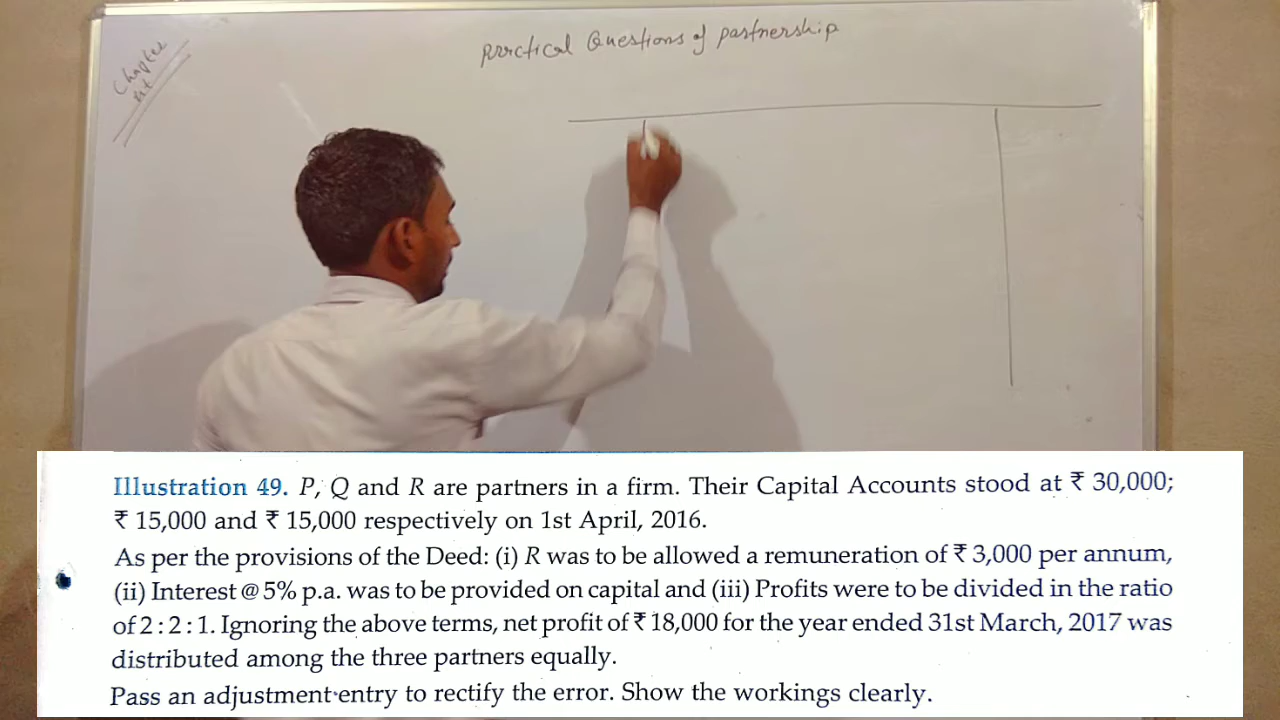 Chapter
Practical Questions of partnership
Illustration 49. P, Q and R are partners in a firm. Their Capital Accounts stood at ₹ 30,000;
₹ 15,000 and ₹ 15,000 respectively on 1st April, 2016.
As per the provisions of the Deed: (i) R was to be allowed a remuneration of ₹ 3,000 per annum,
(ii) Interest @ 5% p.a. was to be provided on capital and (iii) Profits were to be divided in the ratio
of 2 : 2 : 1. Ignoring the above terms, net profit of ₹ 18,000 for the year ended 31st March, 2017 was
distributed among the three partners equally.
Pass an adjustment entry to rectify the error. Show the workings clearly.